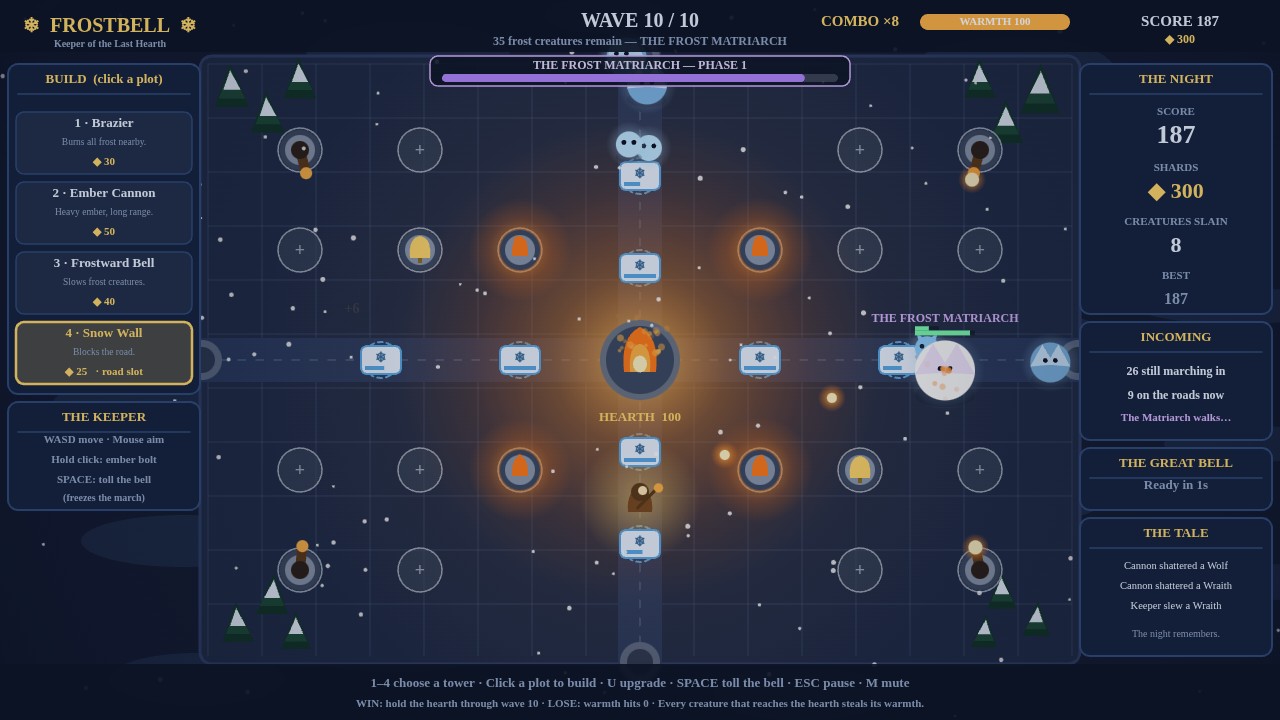 ❄ FROSTBELL ❄
Keeper of the Last Hearth
WAVE 10 / 10
35 frost creatures remain — THE FROST MATRIARCH
COMBO ×8
WARMTH 100
SCORE 187
◆ 300
THE FROST MATRIARCH — PHASE 1
BUILD (click a plot)
1 · Brazier
Burns all frost nearby.
◆ 30
2 · Ember Cannon
Heavy ember, long range.
◆ 50
3 · Frostward Bell
Slows frost creatures.
◆ 40
4 · Snow Wall
Blocks the road.
◆ 25 · road slot
THE KEEPER
WASD move · Mouse aim
Hold click: ember bolt
SPACE: toll the bell
(freezes the march)
+6
THE FROST MATRIARCH
HEARTH 100
THE NIGHT
SCORE
187
SHARDS
◆ 300
CREATURES SLAIN
8
BEST
187
INCOMING
26 still marching in
9 on the roads now
The Matriarch walks…
THE GREAT BELL
Ready in 1s
THE TALE
Cannon shattered a Wolf
Cannon shattered a Wraith
Keeper slew a Wraith
The night remembers.
1–4 choose a tower · Click a plot to build · U upgrade · SPACE toll the bell · ESC pause · M mute
WIN: hold the hearth through wave 10 · LOSE: warmth hits 0 · Every creature that reaches the hearth steals its warmth.